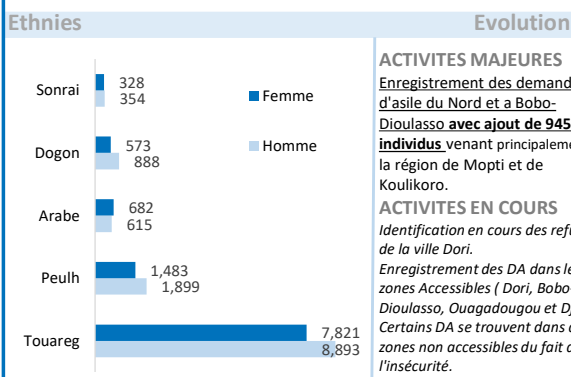 Ethnies
Evolution
Sonrai
328
354
Dogon
573
888
Arabe
682
615
Peulh
1,483
1,899
Touareg
7,821
8,893
Femme
Homme
ACTIVITES MAJEURES
Enregistrement des demand
d'asile du Nord et a Bobo-
Dioulasso avec ajout de 945
individus venant principaleme
la région de Mopti et de
Koulikoro.
ACTIVITES EN COURS
Identification en cours des refu
de la ville Dori.
Enregistrement des DA dans le
zones Accessibles ( Dori, Bobo-
Dioulasso, Ouagadougou et Dj
Certains DA se trouvent dans d
zones non accessibles du fait d
l'insécurité.